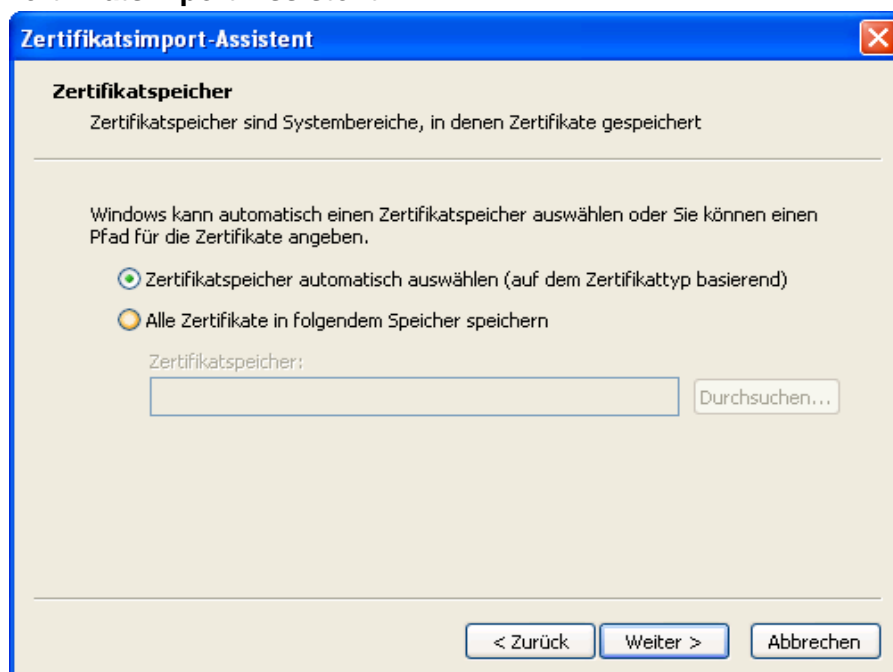 Zertifikatsimport-Assistent
Zertifikatspeicher
Zertifikatspeicher sind Systembereiche, in denen Zertifikate gespeichert
Windows kann automatisch einen Zertifikatspeicher auswählen oder Sie können einen
Pfad für die Zertifikate angeben.
Zertifikatspeicher automatisch auswählen (auf dem Zertifikattyp basierend)
Alle Zertifikate in folgendem Speicher speichern
Zertifikatspeicher:
Durchsuchen...
< Zurück Weiter > Abbrechen